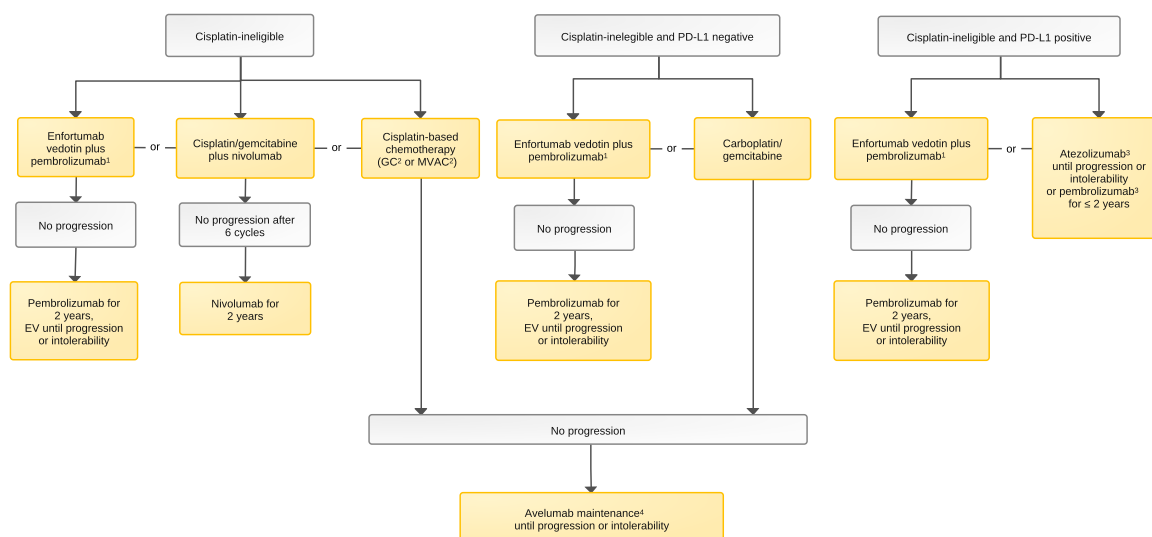 Cisplatin-ineligible
Cisplatin-inelegible and PD-L1 negative
Cisplatin-ineligible and PD-L1 positive
Enfortumab
vedotin plus
pembrolizumab¹
or
Cisplatin/gemcitabine
plus nivolumab
or
Cisplatin-based
chemotherapy
(GC² or MVAC²)
Enfortumab vedotin plus
pembrolizumab¹
or
Carboplatin/
gemcitabine
Enfortumab vedotin plus
pembrolizumab¹
or
Atezolizumab³
until progression or
intolerability
or pembrolizumab³
for ≤ 2 years
No progression
No progression after
6 cycles
No progression
No progression
Pembrolizumab for
2 years,
EV until progression
or intolerability
Nivolumab for
2 years
Pembrolizumab for
2 years,
EV until progression
or intolerability
Pembrolizumab for
2 years,
EV until progression
or intolerability
No progression
Avelumab maintenance⁴
until progression or intolerability